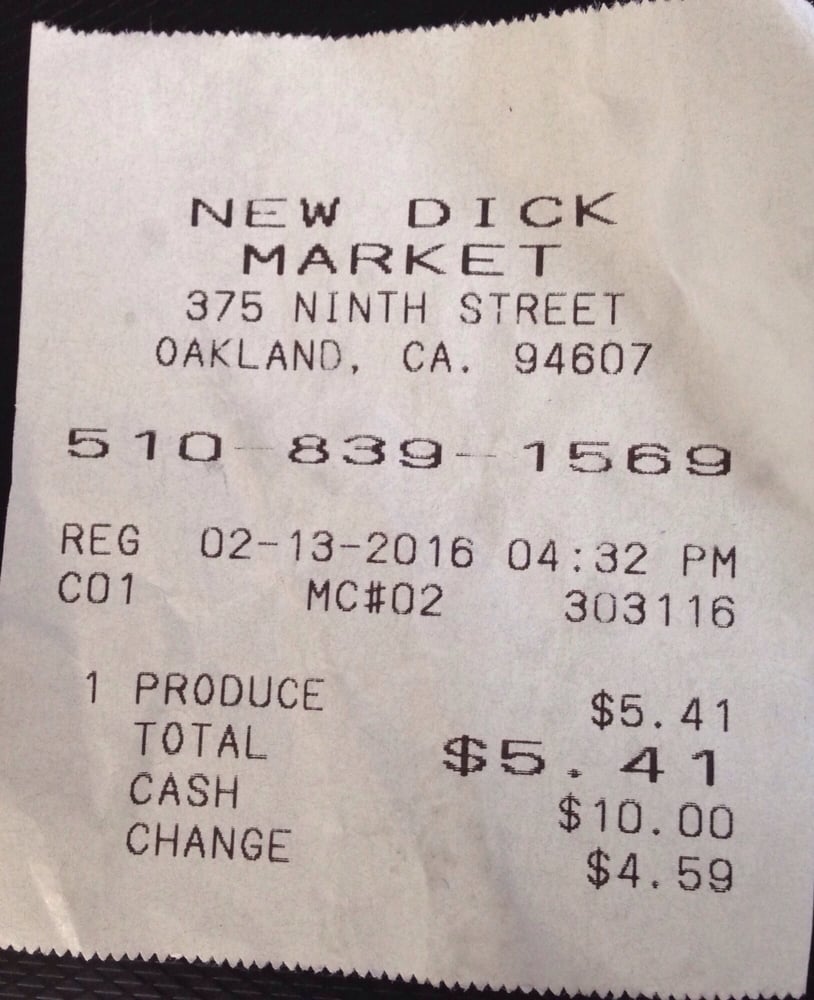 NEW DICK
MARKET
375 NINTH STREET
OAKLAND, CA. 94607
510-839-1569
REG 02-13-2016 04:32 PM
C01 MC#02 303116
1 PRODUCE $5.41
TOTAL $5.41
CASH $10.00
CHANGE $4.59